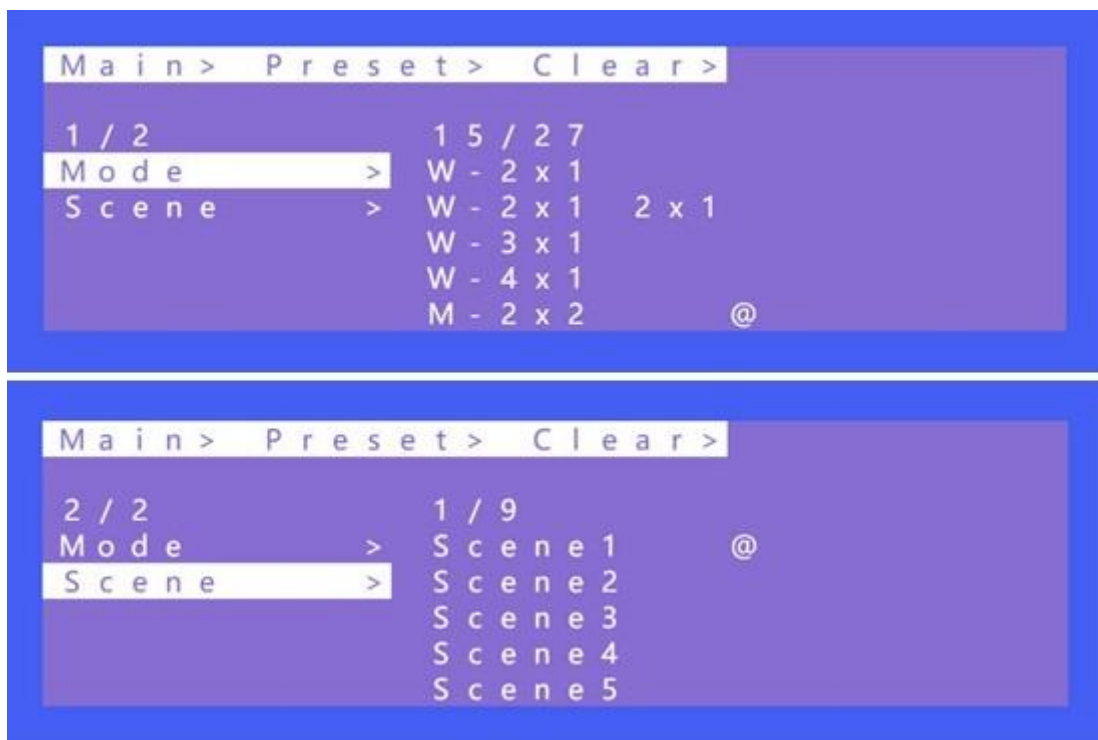 Main> Preset> Clear>
1/2 15/27
Mode > W-2x1
Scene > W-2x1 2x1
W-3x1
W-4x1
M-2x2 @
Main> Preset> Clear>
2/2 1/9
Mode > Scene1 @
Scene > Scene2
Scene3
Scene4
Scene5